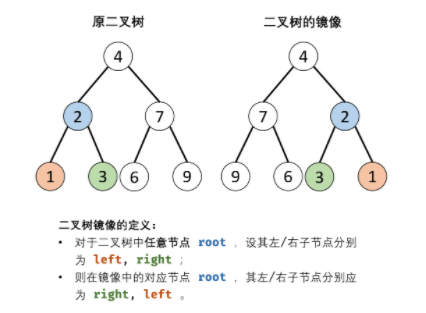 原二叉树 二叉树的镜像
4 4
2 7 7 2
1 3 6 9 9 6 3 1
二叉树镜像的定义：
• 对于二叉树中任意节点 root ，设其左/右子节点分别
为 left, right ；
• 则在镜像中的对应节点 root ，其左/右子节点分别应
为 right, left 。